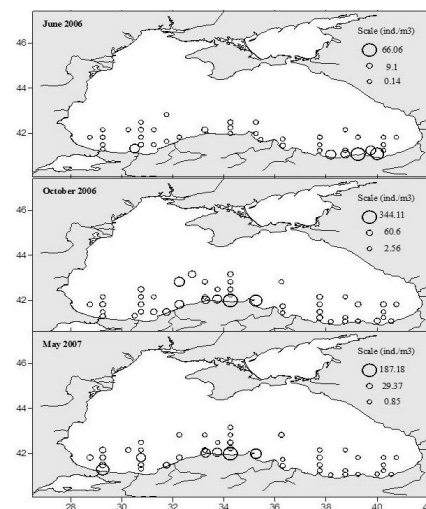 June 2006
Scale (ind./m3)
66.06
9.1
0.14
46
44
42
October 2006
Scale (ind./m3)
344.11
60.6
2.56
46
44
42
May 2007
Scale (ind./m3)
187.18
29.37
0.85
46
44
42
28 30 32 34 36 38 40 42